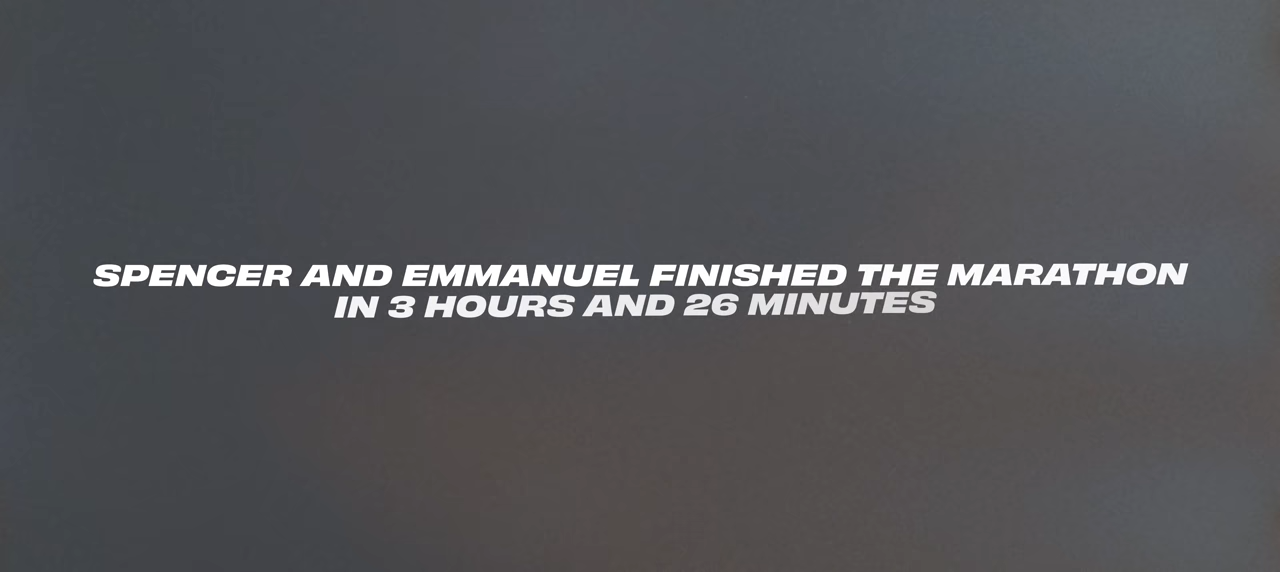 SPENCER AND EMMANUEL FINISHED THE MARATHON
IN 3 HOURS AND 26 MINUTES